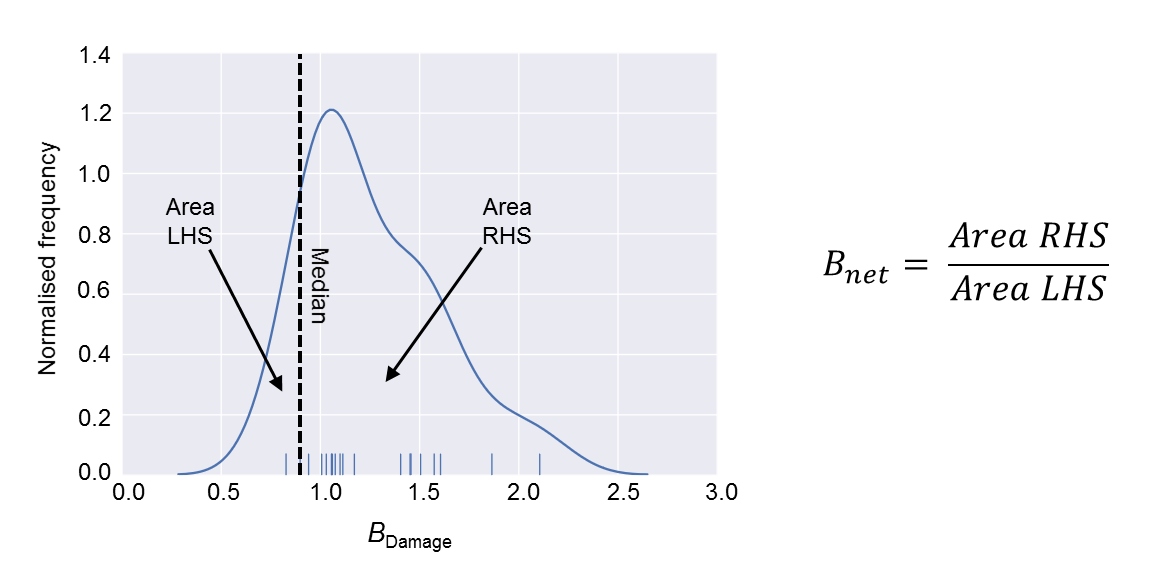 Normalised frequency
1.4
1.2
1.0
0.8
0.6
0.4
0.2
0.0
Area
LHS
Median
Area
RHS
0.0 0.5 1.0 1.5 2.0 2.5 3.0
B_Damage
B_net = Area RHS / Area LHS